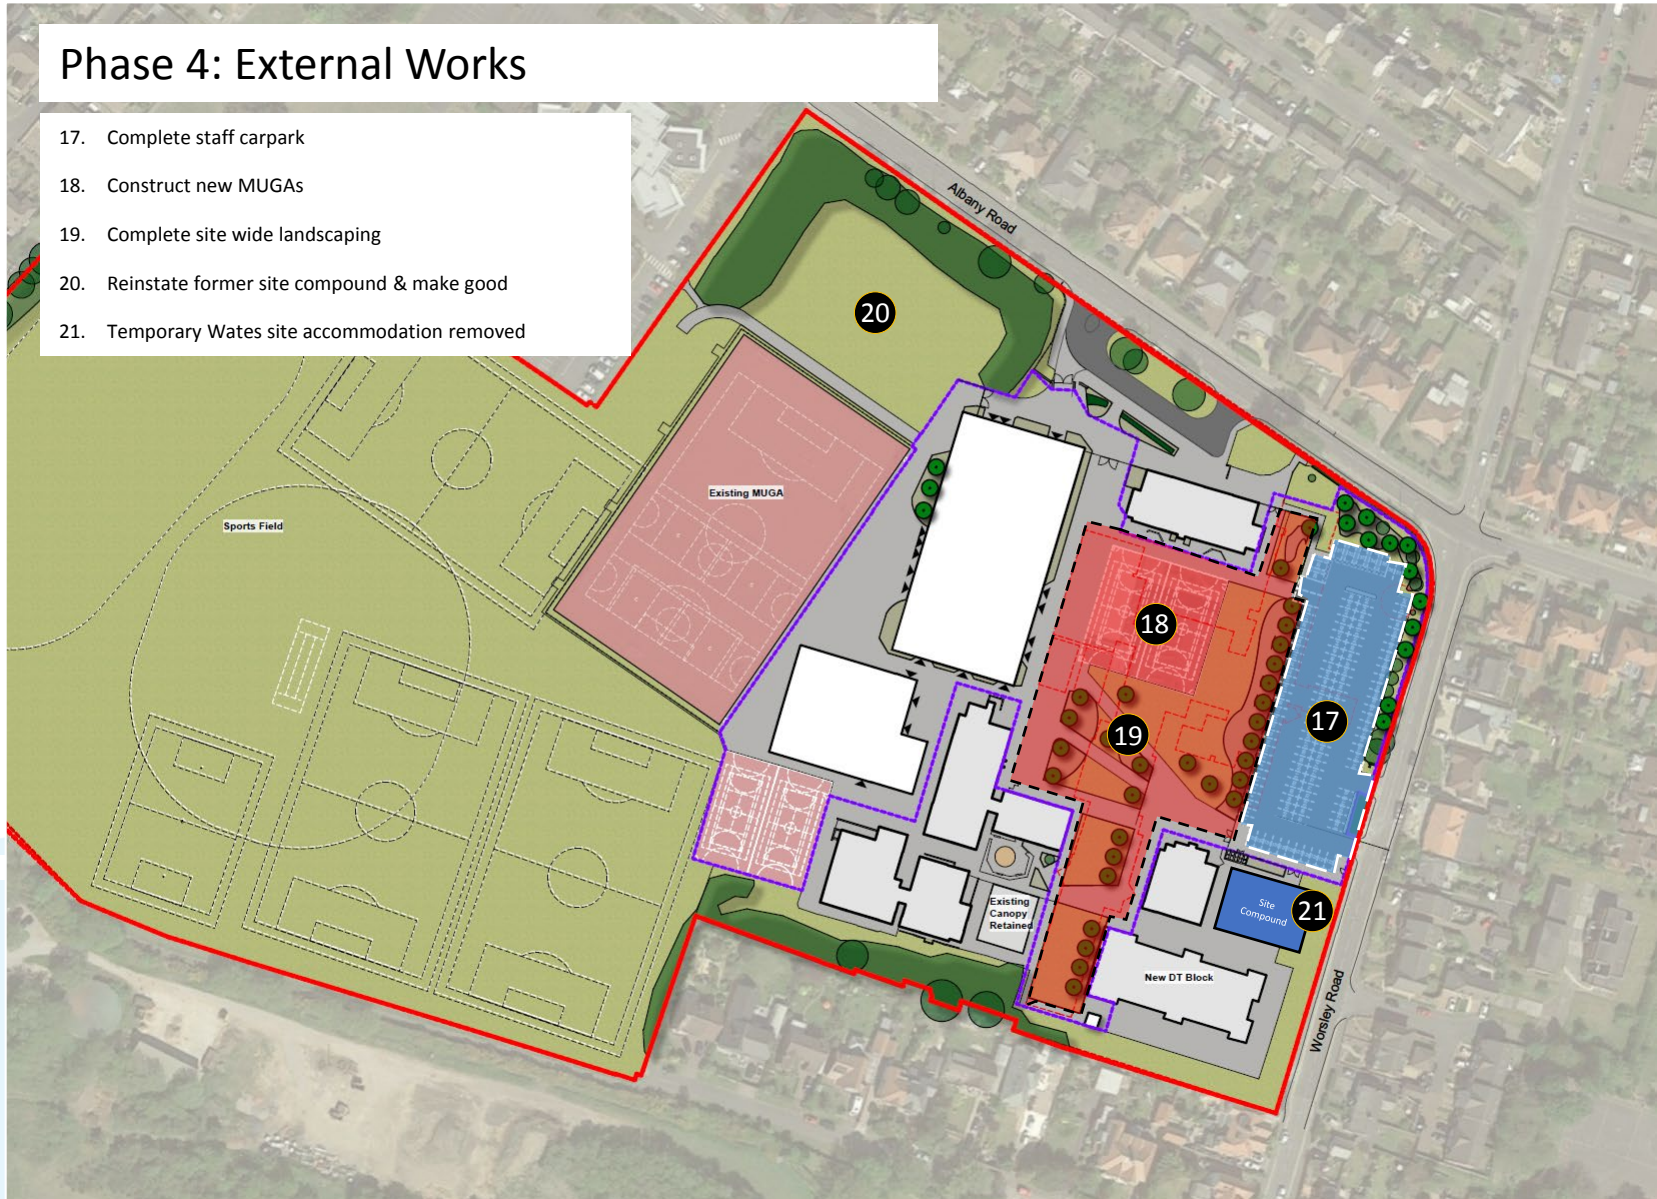 Phase 4: External Works
17. Complete staff carpark
18. Construct new MUGAs
19. Complete site wide landscaping
20. Reinstate former site compound & make good
21. Temporary Wates site accommodation removed
Albany Road
20
Existing MUGA
Sports Field
18
17
19
Existing
Canopy
Retained
Site
Compound
21
New DT Block
Worsley Road